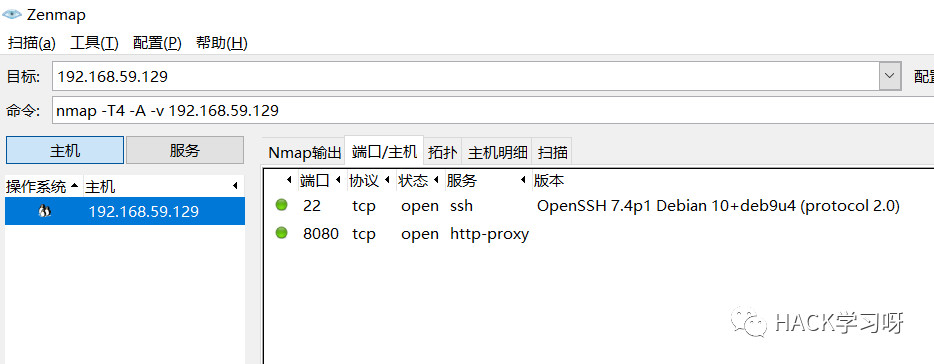 Zenmap
扫描(a) 工具(T) 配置(P) 帮助(H)
目标: 192.168.59.129
命令: nmap -T4 -A -v 192.168.59.129
主机 服务 Nmap输出 端口/主机 拓扑 主机明细 扫描
操作系统 主机 端口 协议 状态 服务 版本
192.168.59.129 22 tcp open ssh OpenSSH 7.4p1 Debian 10+deb9u4 (protocol 2.0)
8080 tcp open http-proxy
HACK学习呀